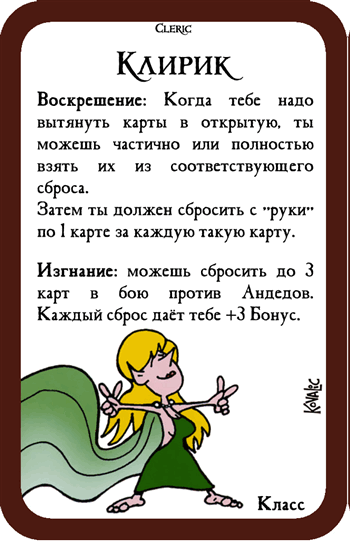 Cleric
Клирик
Воскрешение: Когда тебе надо
вытянуть карты в открытую, ты
можешь частично или полностью
взять их из соответствующего
сброса.
Затем ты должен сбросить с "руки"
по 1 карте за каждую такую карту.
Изгнание: можешь сбросить до 3
карт в бою против Андедов.
Каждый сброс даёт тебе +3 Бонус.
Kovalic
Класс